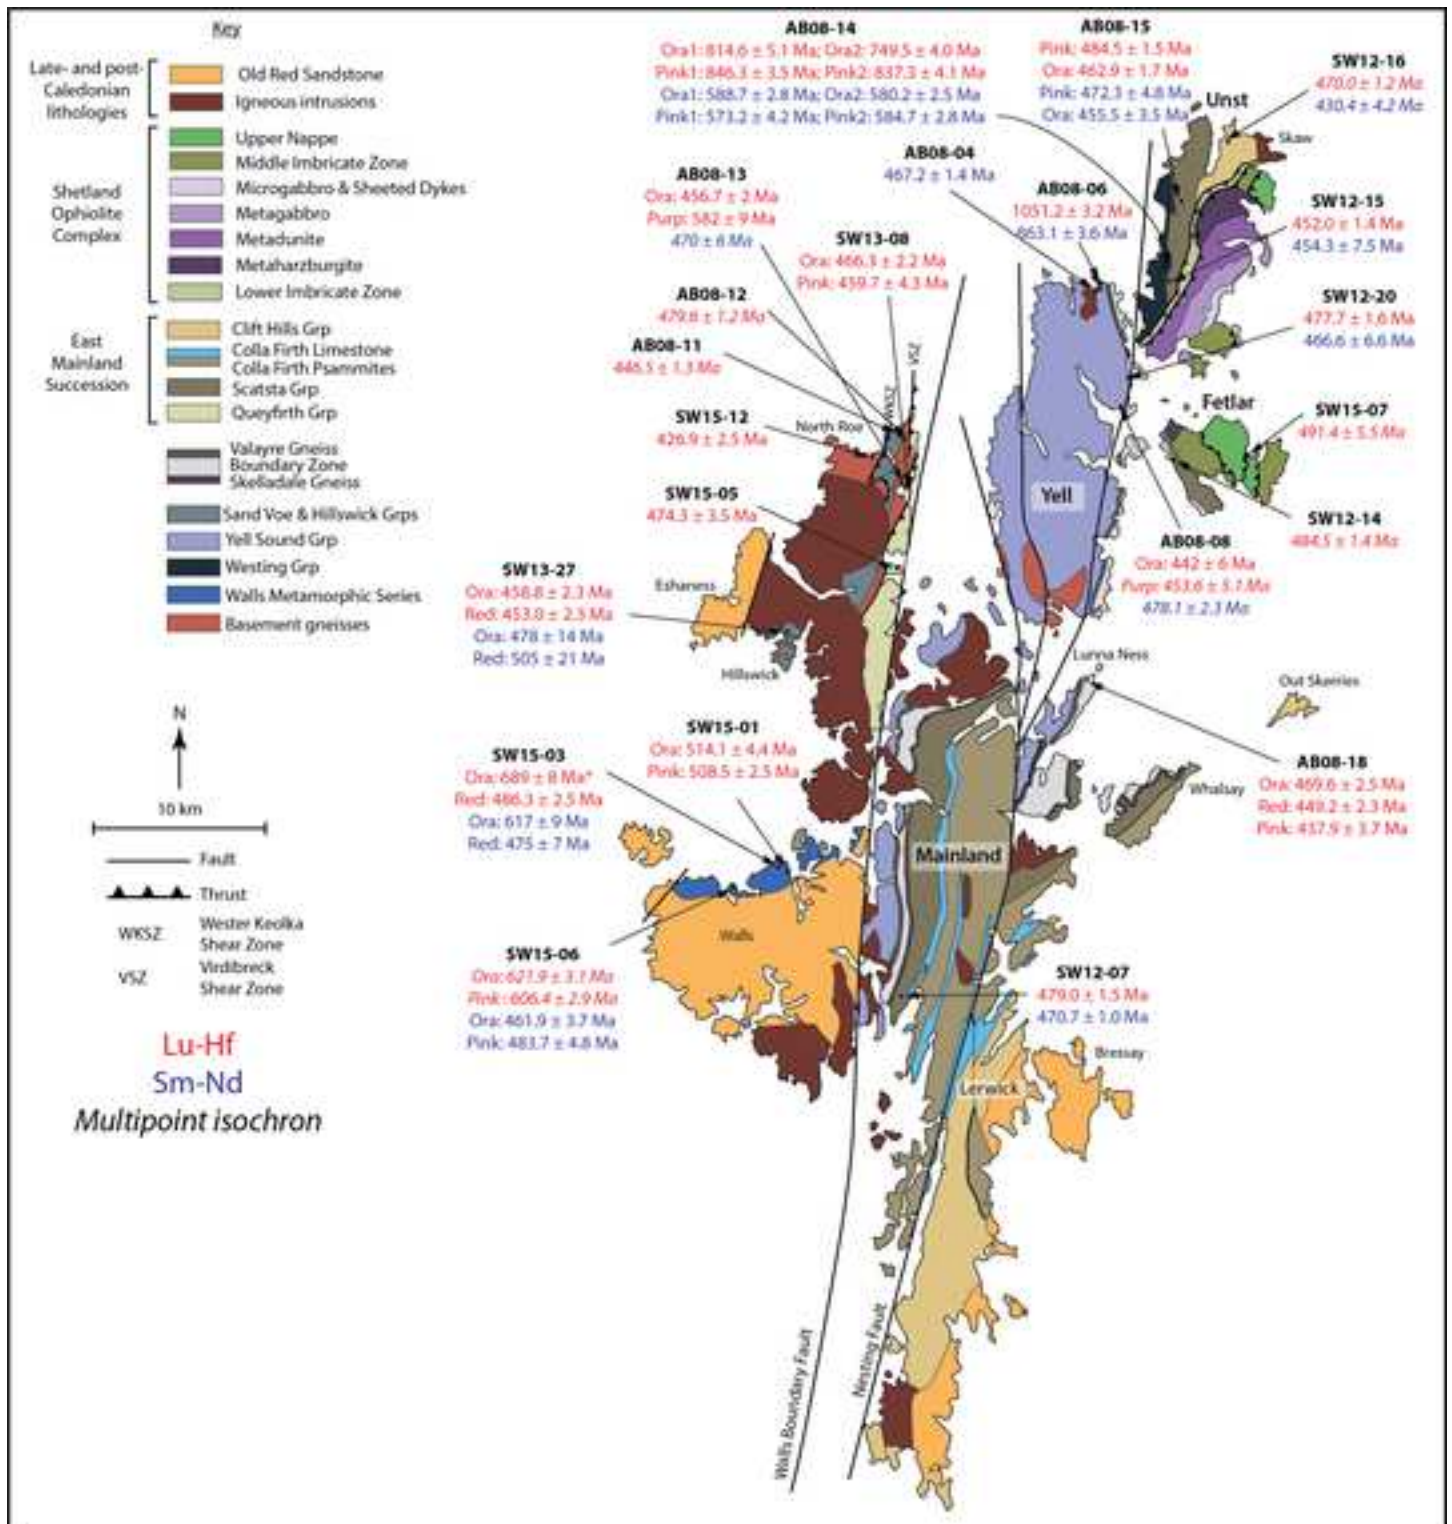 Key
Late- and post-
Caledonian
lithologies
Old Red Sandstone
Igneous intrusions
Shetland
Ophiolite
Complex
Upper Nappe
Middle Imbricate Zone
Microgabbro & Sheeted Dykes
Metagabbro
Metadunite
Metaharzburgite
Lower Imbricate Zone
East
Mainland
Succession
Clift Hills Grp
Colla Firth Limestone
Colla Firth Psammites
Scatsta Grp
Queyfirth Grp
Valayre Gneiss
Boundary Zone
Skelladale Gneiss
Sand Voe & Hillswick Grps
Yell Sound Grp
Westing Grp
Walls Metamorphic Series
Basement gneisses
N
10 km
Fault
Thrust
WKSZ
Wester Keolka
Shear Zone
VSZ
Virdibreck
Shear Zone
Lu-Hf
Sm-Nd
Multipoint isochron
AB08-14
Ora1: 814.6 ± 5.1 Ma; Ora2: 749.5 ± 4.0 Ma
Pink1: 846.3 ± 3.5 Ma; Pink2: 837.3 ± 4.1 Ma
Ora1: 588.7 ± 2.8 Ma; Ora2: 580.2 ± 2.5 Ma
Pink1: 573.2 ± 4.2 Ma; Pink2: 584.7 ± 2.8 Ma
AB08-15
Pink: 484.5 ± 1.5 Ma
Ora: 462.9 ± 1.7 Ma
Pink: 472.3 ± 4.8 Ma
Ora: 455.5 ± 3.5 Ma
SW12-16
470.0 ± 1.2 Ma
430.4 ± 4.2 Ma
Unst
Skaw
AB08-04
467.2 ± 1.4 Ma
AB08-06
1051.2 ± 3.2 Ma
663.1 ± 3.6 Ma
AB08-13
Ora: 456.7 ± 2 Ma
Purp: 582 ± 9 Ma
470 ± 6 Ma
SW12-15
452.0 ± 1.4 Ma
454.3 ± 7.5 Ma
SW13-08
Ora: 466.3 ± 2.2 Ma
Pink: 459.7 ± 4.3 Ma
AB08-12
479.6 ± 1.2 Ma
SW12-20
477.7 ± 1.6 Ma
466.6 ± 6.6 Ma
AB08-11
446.5 ± 1.3 Ma
VSZ
WKSZ
SW15-12
426.9 ± 2.5 Ma
North Roe
Fetlar
SW15-07
491.4 ± 5.5 Ma
SW15-05
474.3 ± 3.5 Ma
Yell
SW12-14
484.5 ± 1.4 Ma
AB08-08
Ora: 442 ± 6 Ma
Purp: 453.6 ± 5.1 Ma
478.1 ± 2.3 Ma
SW13-27
Ora: 458.8 ± 2.3 Ma
Red: 453.0 ± 2.5 Ma
Ora: 478 ± 14 Ma
Red: 505 ± 21 Ma
Eshaness
Hillswick
Lunna Ness
Out Skerries
SW15-01
Ora: 514.1 ± 4.4 Ma
Pink: 508.5 ± 2.5 Ma
SW15-03
Ora: 689 ± 8 Ma*
Red: 486.3 ± 2.5 Ma
Ora: 617 ± 9 Ma
Red: 475 ± 7 Ma
AB08-18
Ora: 469.6 ± 2.5 Ma
Red: 449.2 ± 2.3 Ma
Pink: 437.9 ± 3.7 Ma
Whalsay
Mainland
Walls
SW15-06
Ora: 621.9 ± 3.1 Ma
Pink: 606.4 ± 2.9 Ma
Ora: 461.9 ± 3.7 Ma
Pink: 483.7 ± 4.8 Ma
SW12-07
479.0 ± 1.5 Ma
470.7 ± 1.0 Ma
Bressay
Lerwick
Walls Boundary Fault
Nesting Fault